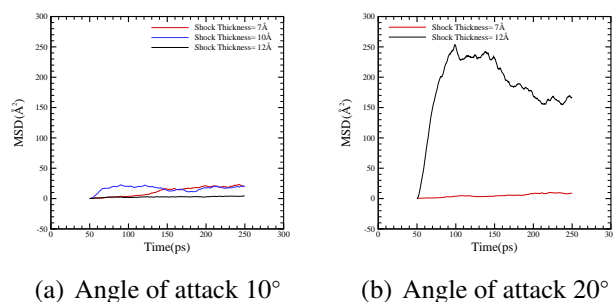 300
250
200
150
100
50
0
-50
MSD(Å²)
Shock Thickness= 7Å
Shock Thickness= 10Å
Shock Thickness= 12Å
0 50 100 150 200 250 300
Time(ps)
(a) Angle of attack 10°
300
250
200
150
100
50
0
-50
MSD(Å²)
Shock Thickness= 7Å
Shock Thickness= 12Å
0 50 100 150 200 250 300
Time(ps)
(b) Angle of attack 20°